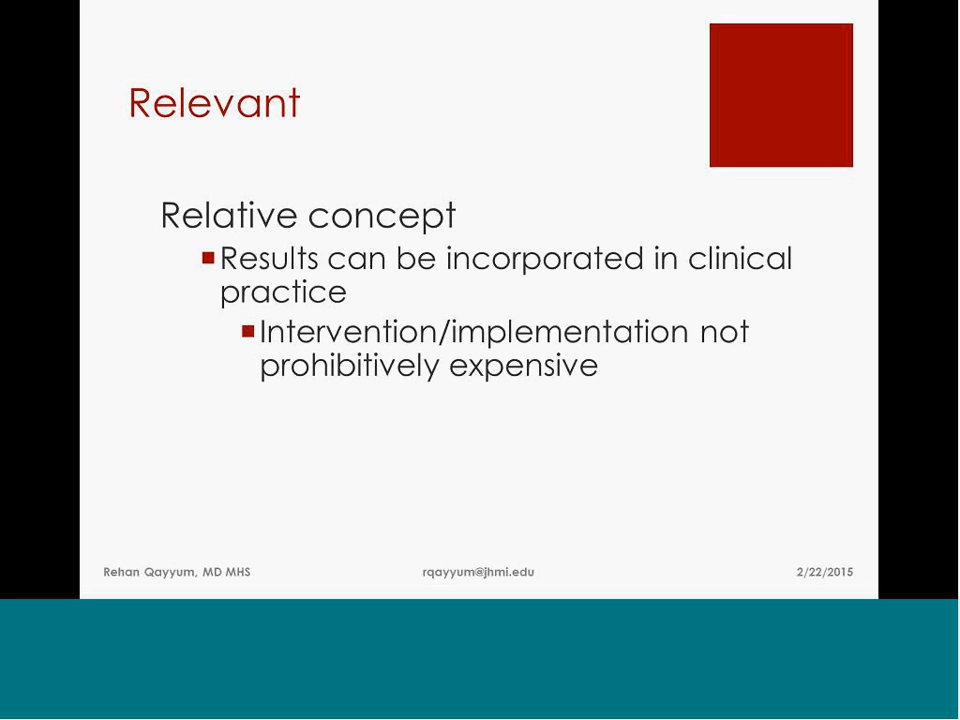 Relevant
Relative concept
Results can be incorporated in clinical
practice
Intervention/implementation not
prohibitively expensive
Rehan Qayyum, MD MHS rqayyum@jhmi.edu 2/22/2015